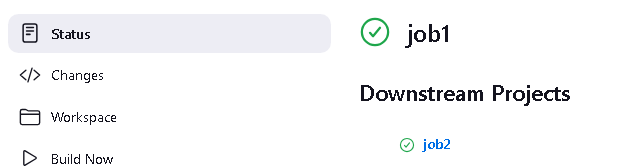 Status
Changes
Workspace
Build Now
job1
Downstream Projects
job2